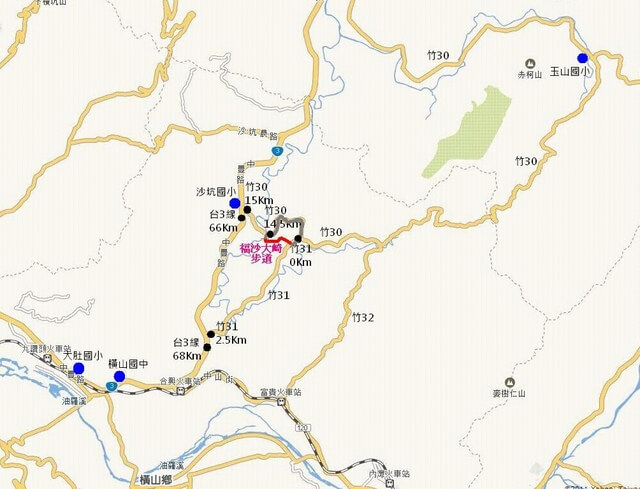 竹30
赤柯山
玉山國小
沙坑農路
3
中豐路
竹30
沙坑國小
竹30
15Km
台3線
66Km
竹30
14.5Km
竹30
福沙大崎
步道
竹31
0Km
中豐路
竹31
竹32
竹31
2.5Km
台3線
68Km
九讚頭火車站
大肚國小
橫山國中
中豐路
3
合興火車站
中山街
富貴火車站
麥樹仁山
油羅溪
120
油羅溪
橫山鄉
內灣火車站